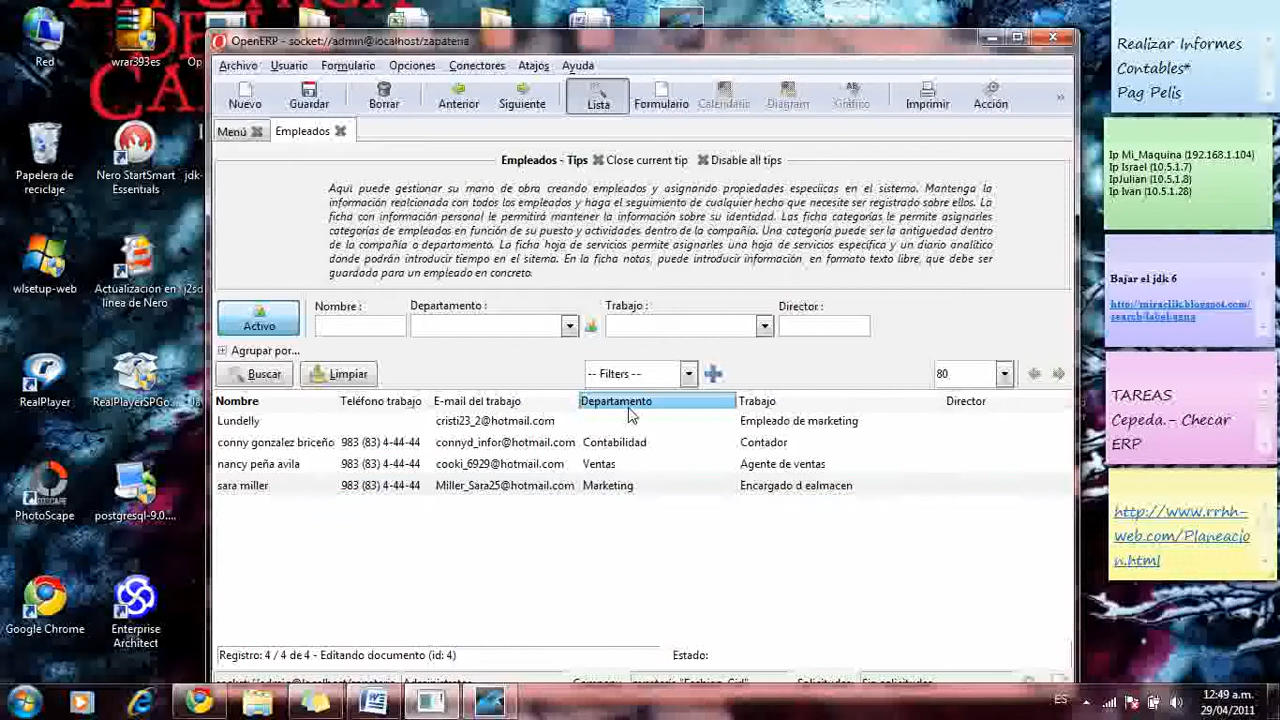 OpenERP - socket://admin@localhost/zapateria
Archivo Usuario Formulario Opciones Conectores Atajos Ayuda
Nuevo Guardar Borrar Anterior Siguiente Lista Formulario Calendario Diagram Gráfico Imprimir Acción
Menú Empleados
Empleados - Tips Close current tip Disable all tips
Aquí puede gestionar su mano de obra creando empleados y asignando propiedades especiicas en el sistema. Mantenga la
información relaicionada con todos los empleados y haga el seguimiento de cualquier hecho que necesite ser registrado sobre ellos. La
ficha con información personal le permitirá mantener la información sobre su identidad. Las ficha categorías le permite asignarles
categorías de empleados en función de su puesto y actividades dentro de la compañía. Una categoría puede ser la antiguedad dentro
de la compañía o departamento. La ficha hoja de servicios permite asignarles una hoja de servicios específica y un diario analítico
donde podrán introducir tiempo en el sitema. En la ficha notas, puede introducir información, en formato texto libre, que debe ser
guardada para un empleado en concreto.
Nombre : Departamento : Trabajo : Director :
Activo
Agrupar por...
Buscar Limpiar -- Filters -- 80
Nombre Teléfono trabajo E-mail del trabajo Departamento Trabajo Director
Lundelly cristi23_2@hotmail.com Empleado de marketing
conny gonzalez briceño 983 (83) 4-44-44 connyd_infor@hotmail.com Contabilidad Contador
nancy peña avila 983 (83) 4-44-44 cooki_6929@hotmail.com Ventas Agente de ventas
sara miller 983 (83) 4-44-44 Miller_Sara25@hotmail.com Marketing Encargado d ealmacen
Registro: 4 / 4 de 4 - Editando documento (id: 4) Estado:
Red
wrar393es
Papelera de
reciclaje
Nero StartSmart
Essentials
jdk-
wlsetup-web
Actualización en
línea de Nero
j2sd
RealPlayer
RealPlayerSPGo...
PhotoScape
postgresql-9.0....
Google Chrome
Enterprise
Architect
Realizar Informes
Contables*
Pag Pelis
Ip Mi_Maquina (192.168.1.104)
Ip Israel (10.5.1.7)
IpJulian (10.5.1.8)
Ip Ivan (10.5.1.28)
Bajar el jdk 6
TAREAS
Cepeda.- Checar
ERP
http://www.rrhh-
web.com/Planeacio
n.html
ES
12:49 a.m.
29/04/2011